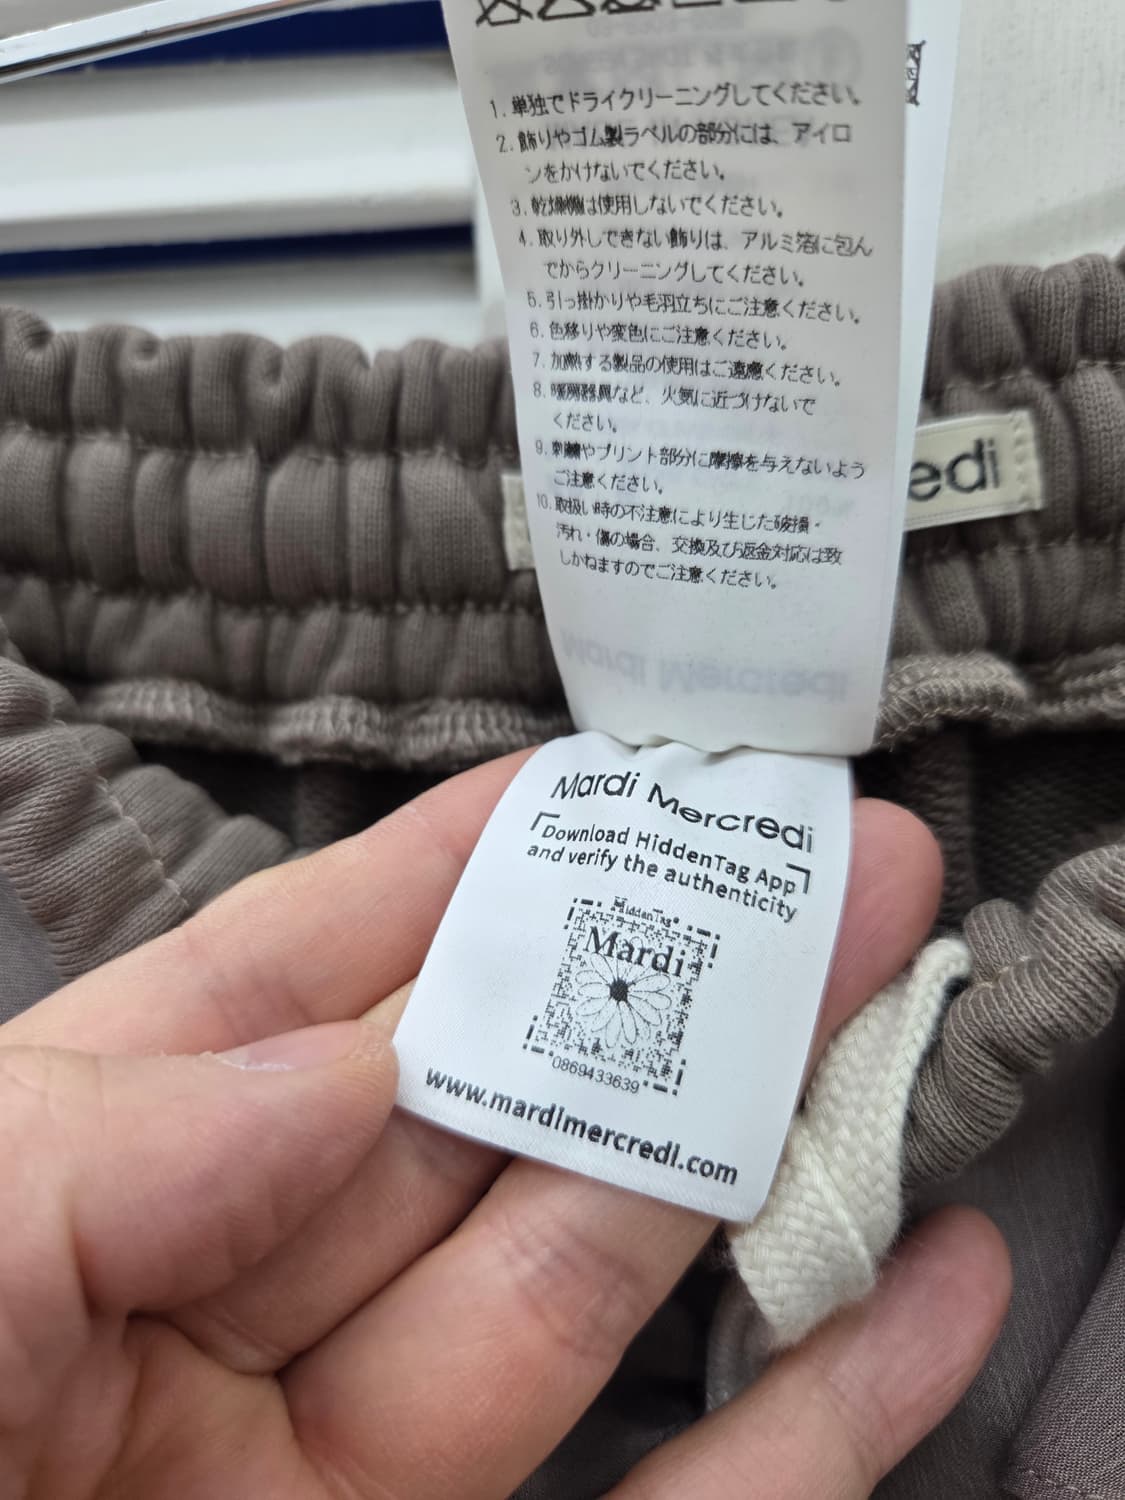 1. 単独でドライクリーニングしてください。
2. 飾りやゴム製ラベルの部分には、アイロ
ンをかけないでください。
3. 乾燥機は使用しないでください。
4. 取り外しできない飾りは、アルミ箔に包ん
でからクリーニングしてください。
5. 引っ掛かりや毛羽立ちにご注意ください。
6. 色移りや変色にご注意ください。
7. 加熱する製品の使用はご遠慮ください。
8. 暖房器具など、火気に近づけないで
ください。
9. 刺繍やプリント部分に摩擦を与えないよう
ご注意ください。
10. 取扱い時の不注意により生じた破損・
汚れ・傷の場合、交換及び返金対応は致
しかねますのでご注意ください。
edi
Mardi Mercredi
「Download HiddenTag App」
and verify the authenticity
HiddenTag®
Mardi
0869433639
www.mardimercredi.com